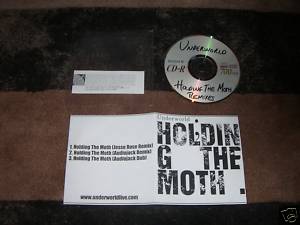 UNDERWORLD
CD-R
700
HOLDING THE MOTH
REMIXES
Underworld
HOLDIN
G THE
MOTH .
1. Holding The Moth (Jesse Rose Remix)
2. Holding The Moth (Audiojack Remix)
3. Holding The Moth (Audiojack Dub)
www.underworldlive.com